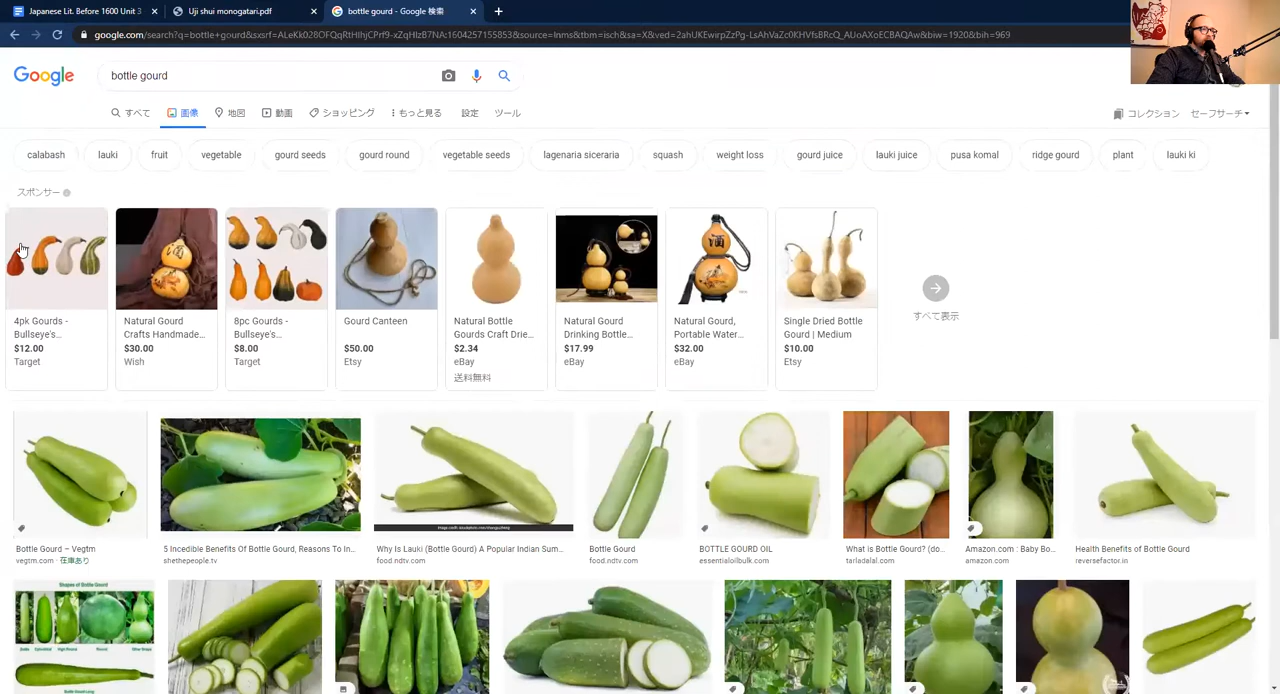 Japanese Lit. Before 1600 Unit 3
Uji shui monogatari.pdf
bottle gourd - Google 検索
google.com/search?q=bottle+gourd&sxsrf=ALeKk028OFQqRtHIhjCPrf9-xZqHlzB7NA:1604257155853&source=lnms&tbm=isch&sa=X&ved=2ahUKEwirpZzPg-LsAhVaZc0KHVfsBRcQ_AUoAXoECBAQAw&biw=1920&bih=969
Google
bottle gourd
すべて 画像 地図 動画 ショッピング もっと見る 設定 ツール
コレクション セーフサーチ
calabash lauki fruit vegetable gourd seeds gourd round vegetable seeds lagenaria siceraria squash weight loss gourd juice lauki juice pusa komal ridge gourd plant lauki ki
スポンサー
酒
酒
4pk Gourds -
Bullseye's...
$12.00
Target
Natural Gourd
Crafts Handmade...
$30.00
Wish
8pc Gourds -
Bullseye's...
$8.00
Target
Gourd Canteen
$50.00
Etsy
Natural Bottle
Gourds Craft Drie...
$2.34
eBay
送料無料
Natural Gourd
Drinking Bottle...
$17.99
eBay
Natural Gourd,
Portable Water...
$32.00
eBay
Single Dried Bottle
Gourd | Medium
$10.00
Etsy
すべて表示
Bottle Gourd – Vegtm
vegtm.com · 在庫あり
5 Incedible Benefits Of Bottle Gourd, Reasons To In...
shethepeople.tv
Why Is Lauki (Bottle Gourd) A Popular Indian Sum...
food.ndtv.com
Bottle Gourd
food.ndtv.com
BOTTLE GOURD OIL
essentialoilbulk.com
What is Bottle Gourd? (do...
tarladalal.com
Amazon.com : Baby Bo...
amazon.com
Health Benefits of Bottle Gourd
reversefactor.in
Shapes of Bottle Gourd
Bottle Gourd Long